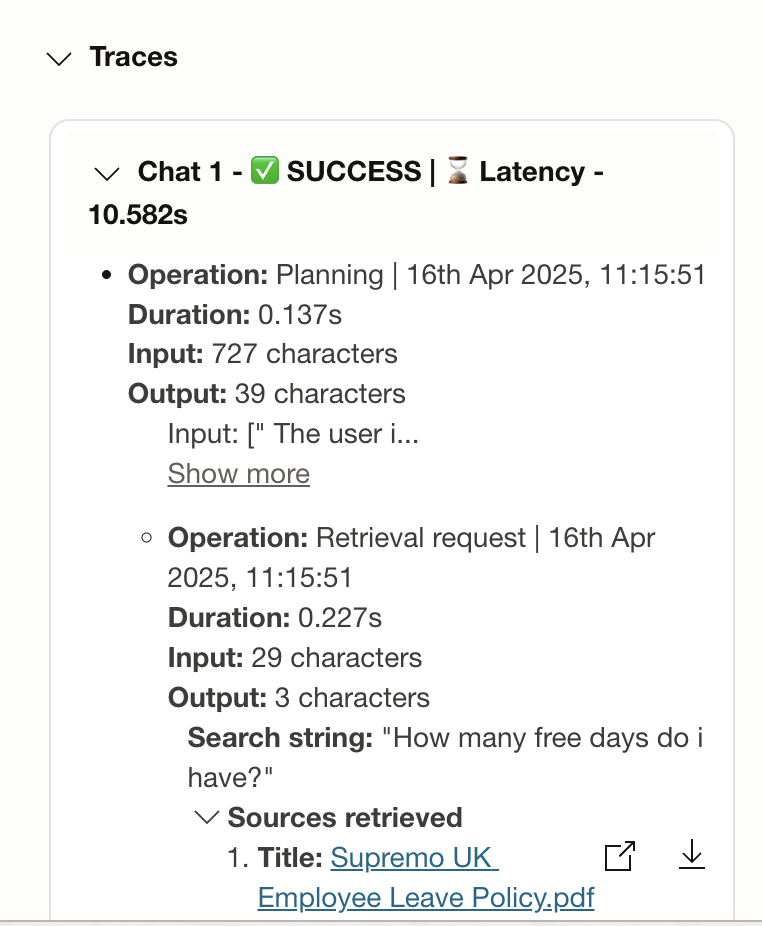 Traces
Chat 1 - ✅ SUCCESS | ⏳ Latency -
10.582s
• Operation: Planning | 16th Apr 2025, 11:15:51
Duration: 0.137s
Input: 727 characters
Output: 39 characters
Input: [" The user i...
Show more
○ Operation: Retrieval request | 16th Apr
2025, 11:15:51
Duration: 0.227s
Input: 29 characters
Output: 3 characters
Search string: "How many free days do i
have?"
Sources retrieved
1. Title: Supremo UK
Employee Leave Policy.pdf